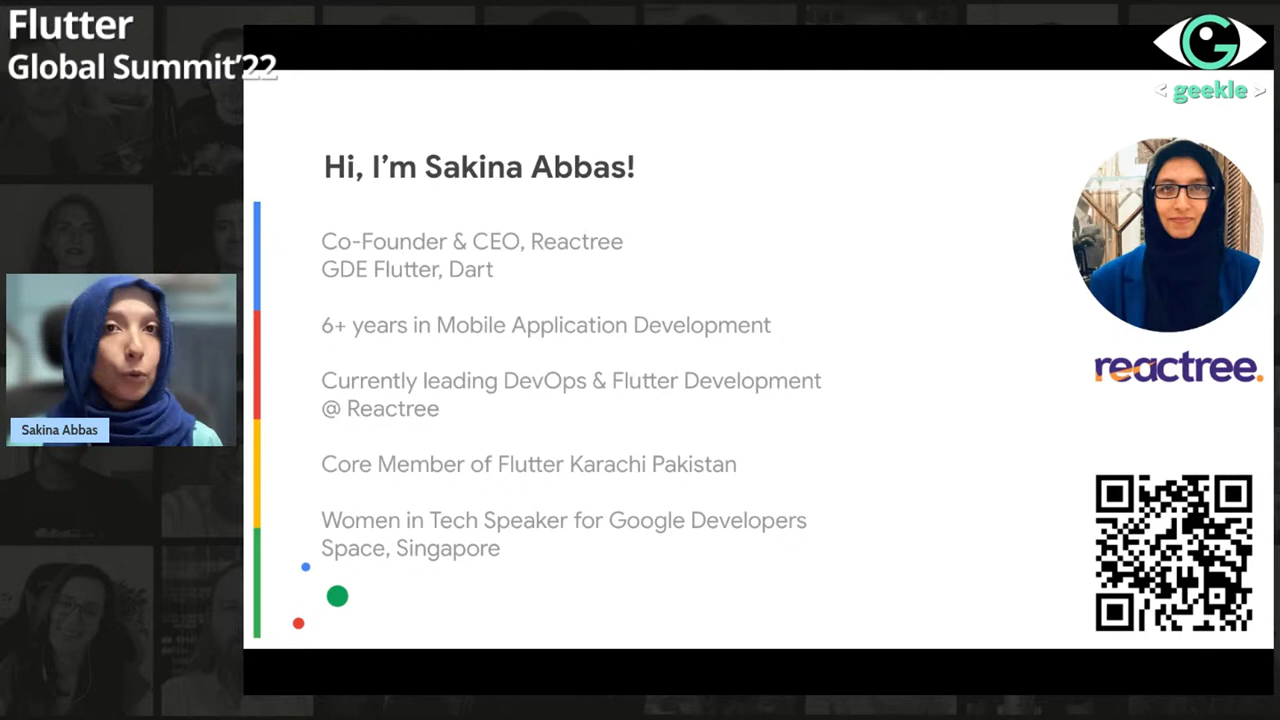 Flutter
Global Summit'22
< geekle >
Hi, I'm Sakina Abbas!
Co-Founder & CEO, Reactree
GDE Flutter, Dart
6+ years in Mobile Application Development
Currently leading DevOps & Flutter Development
@ Reactree
Core Member of Flutter Karachi Pakistan
Women in Tech Speaker for Google Developers
Space, Singapore
reactree.
Sakina Abbas